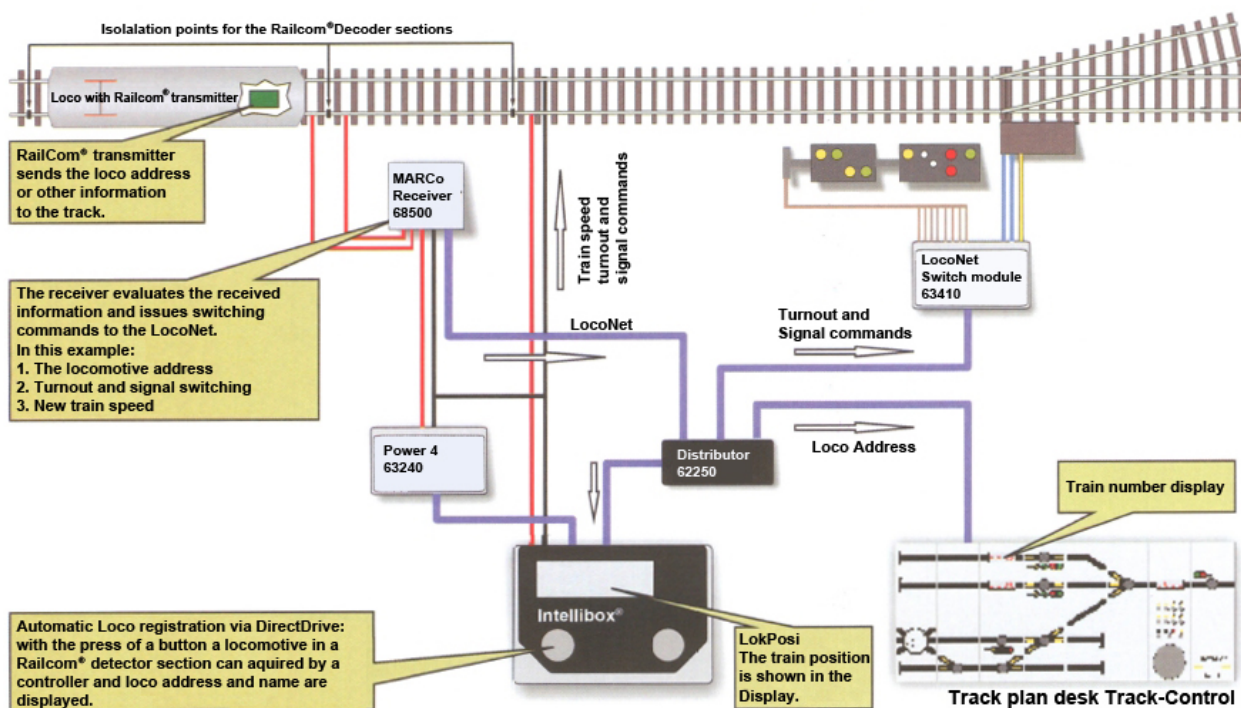 Isolalation points for the Railcom® Decoder sections
Loco with Railcom® transmitter
RailCom® transmitter
sends the loco address
or other information
to the track.
MARCo
Receiver
68500
Train speed
turnout and
signal commands
LocoNet
Switch module
63410
The receiver evaluates the received
information and issues switching
commands to the LocoNet.
In this example:
1. The locomotive address
2. Turnout and signal switching
3. New train speed
LocoNet
Turnout and
Signal commands
Power 4
63240
Distributor
62250
Loco Address
Train number display
Intellibox®
Automatic Loco registration via DirectDrive:
with the press of a button a locomotive in a
Railcom® detector section can aquired by a
controller and loco address and name are
displayed.
LokPosi
The train position
is shown in the
Display.
Track plan desk Track-Control